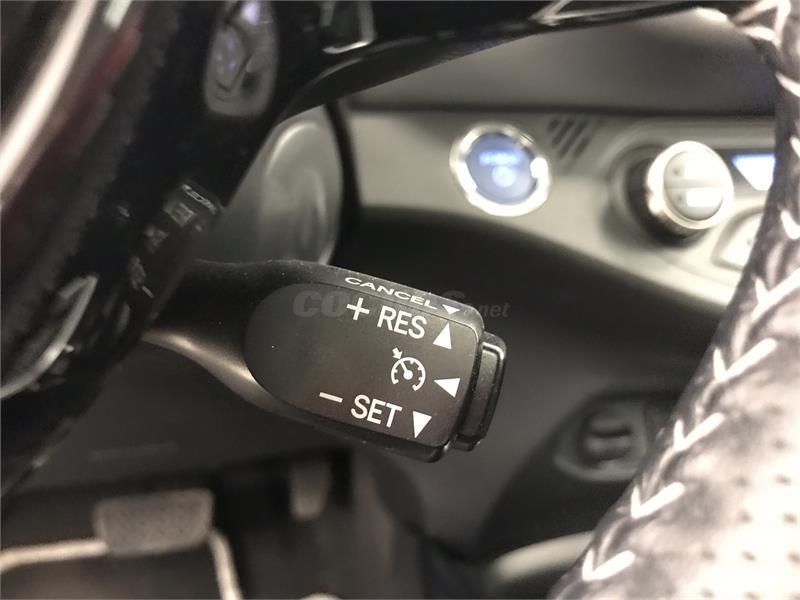 CANCEL ▼
+ RES ▲
◀
− SET ▼